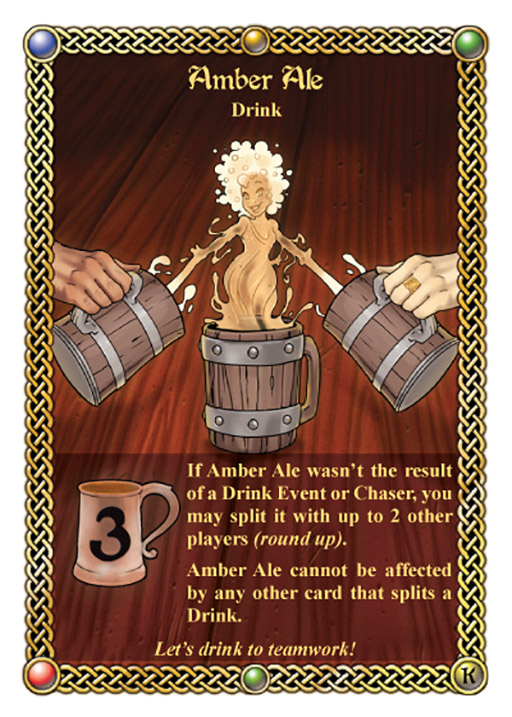 Amber Ale
Drink
If Amber Ale wasn't the result
of a Drink Event or Chaser, you
may split it with up to 2 other
players (round up).
3
Amber Ale cannot be affected
by any other card that splits a
Drink.
Let's drink to teamwork!
K